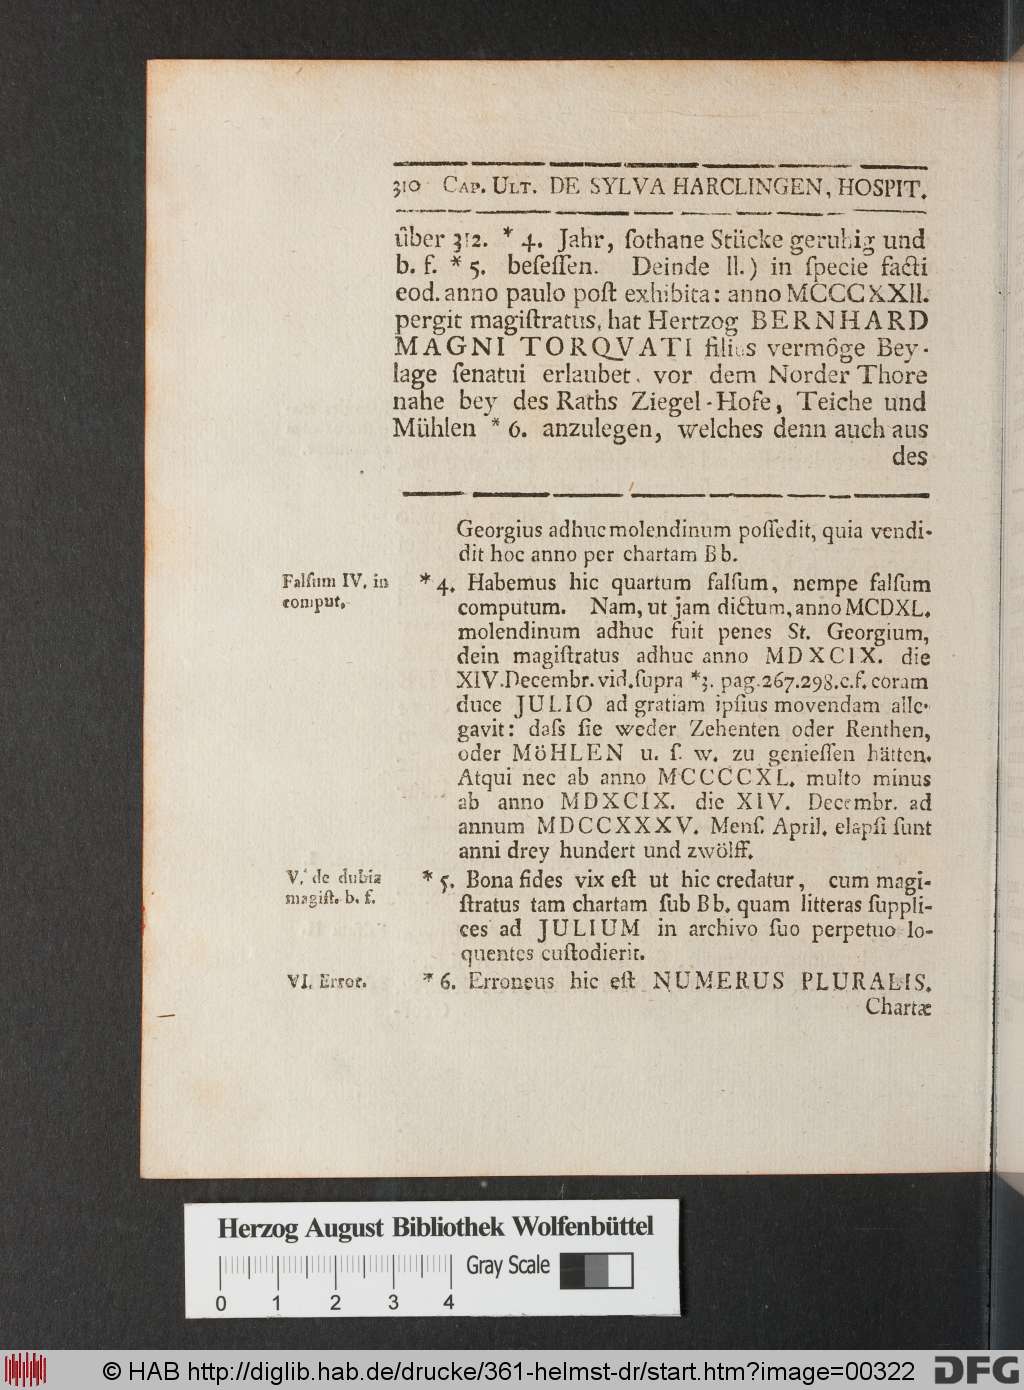 310 CAP. ULT. DE SYLVA HARCLINGEN, HOSPIT.
über 312. * 4. Jahr, ſothane Stücke geruhig und
b. f. * 5. beſeſſen. Deinde II.) in ſpecie facti
eod. anno paulo poſt exhibita: anno MCCCXXII.
pergit magiſtratus, hat Hertzog BERNHARD
MAGNI TORQVATI filius vermôge Bey-
lage ſenatui erlaubet, vor dem Norder Thore
nahe bey des Raths Ziegel-Hofe, Teiche und
Mühlen * 6. anzulegen, welches denn auch aus
des
Georgius adhuc molendinum poſſedit, quia vendi-
dit hoc anno per chartam Bb.
Falſum IV. in
comput.
* 4. Habemus hic quartum falſum, nempe falſum
computum. Nam, ut jam dictum, anno MCDXL.
molendinum adhuc fuit penes St. Georgium,
dein magiſtratus adhuc anno MDXCIX. die
XIV. Decembr. vid. ſupra *3. pag. 267. 298. c. f. coram
duce JULIO ad gratiam ipſius movendam alle-
gavit: daſs ſie weder Zehenten oder Renthen,
oder MöHLEN u. ſ. w. zu genieſſen hätten.
Atqui nec ab anno MCCCCXL. multo minus
ab anno MDXCIX. die XIV. Decembr. ad
annum MDCCXXXV. Menſ. April. elapſi ſunt
anni drey hundert und zwölff.
V. de dubia
magiſt. b. f.
* 5. Bona fides vix eſt ut hic credatur, cum magi-
ſtratus tam chartam ſub Bb. quam litteras ſuppli-
ces ad JULIUM in archivo ſuo perpetuo lo-
quentes cuſtodierit.
VI. Error.
* 6. Erroneus hic eſt NUMERUS PLURALIS.
Chartæ
Herzog August Bibliothek Wolfenbüttel
Gray Scale
0 1 2 3 4
© HAB http://diglib.hab.de/drucke/361-helmst-dr/start.htm?image=00322
DFG